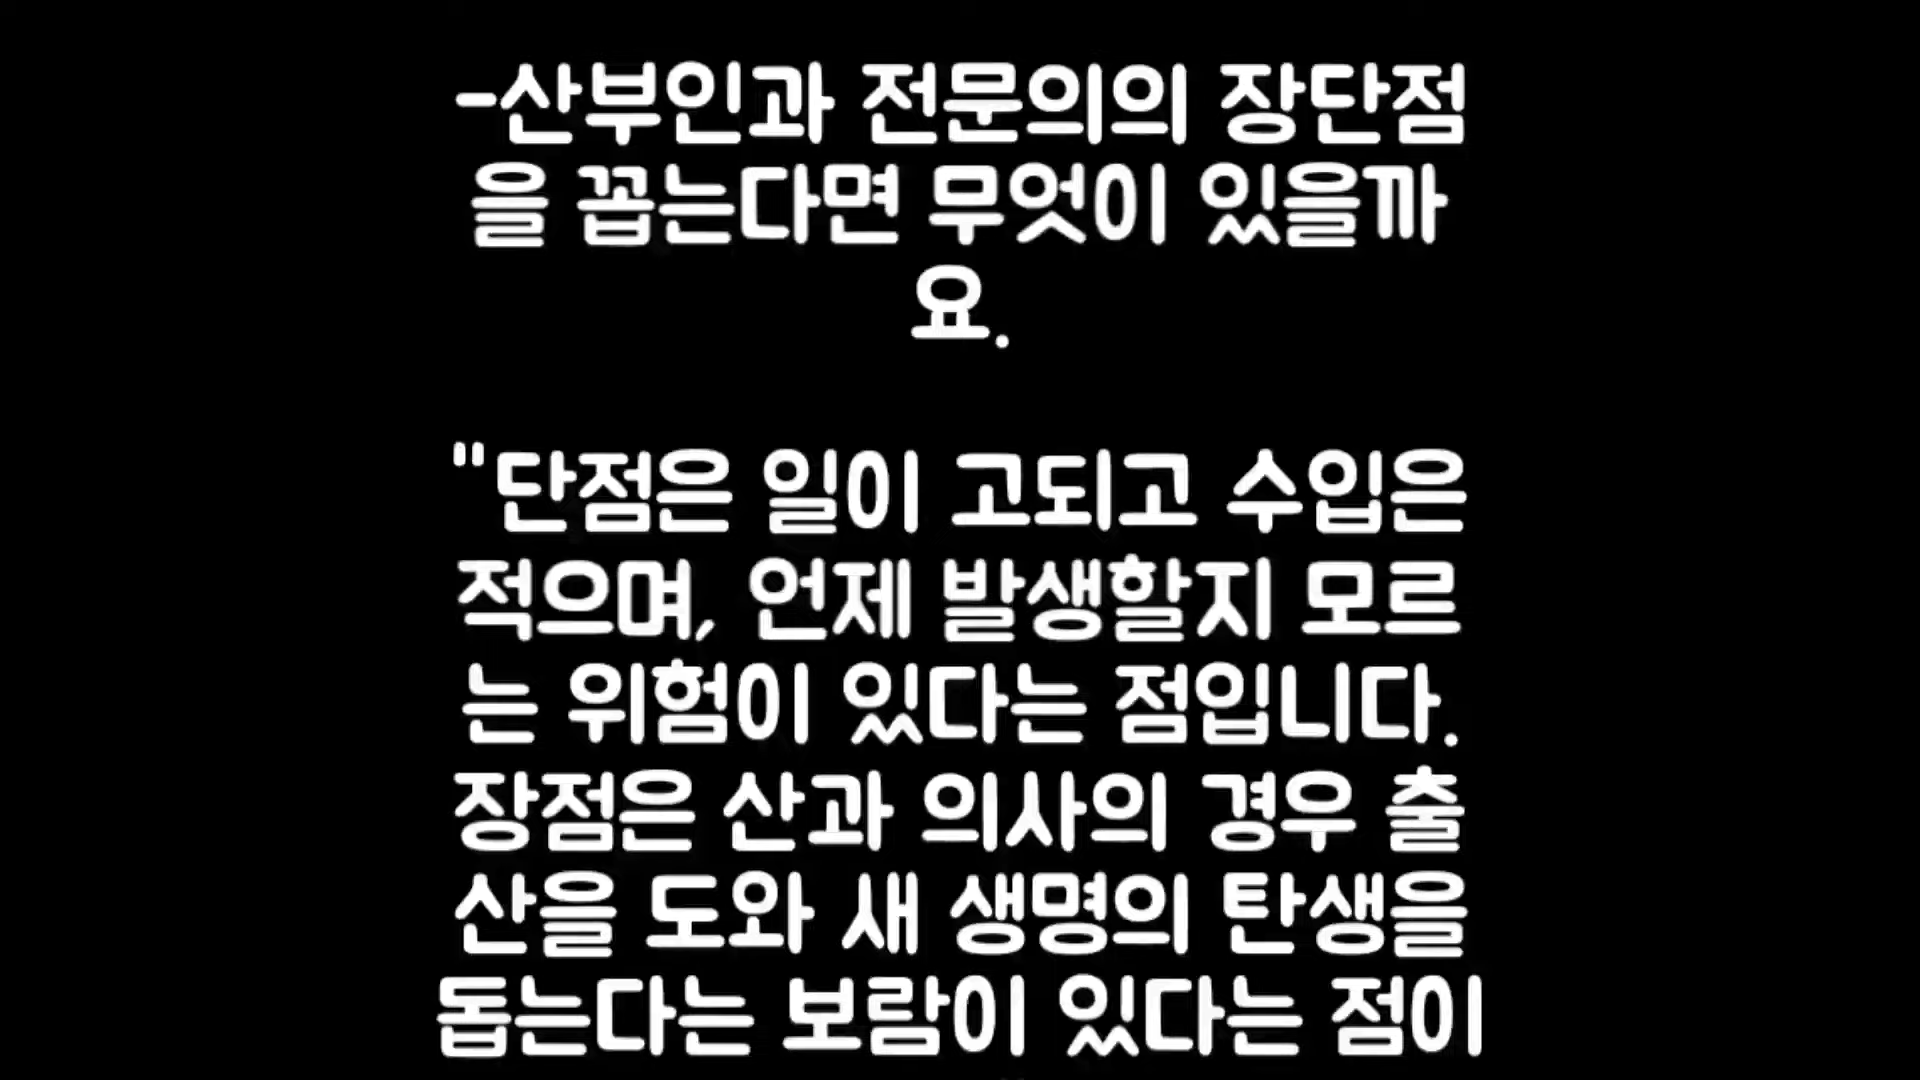 -산부인과 전문의의 장단점
을 꼽는다면 무엇이 있을까
요.
"단점은 일이 고되고 수입은
적으며, 언제 발생할지 모르
는 위험이 있다는 점입니다.
장점은 산과 의사의 경우 출
산을 도와 새 생명의 탄생을
돕는다는 보람이 있다는 점이